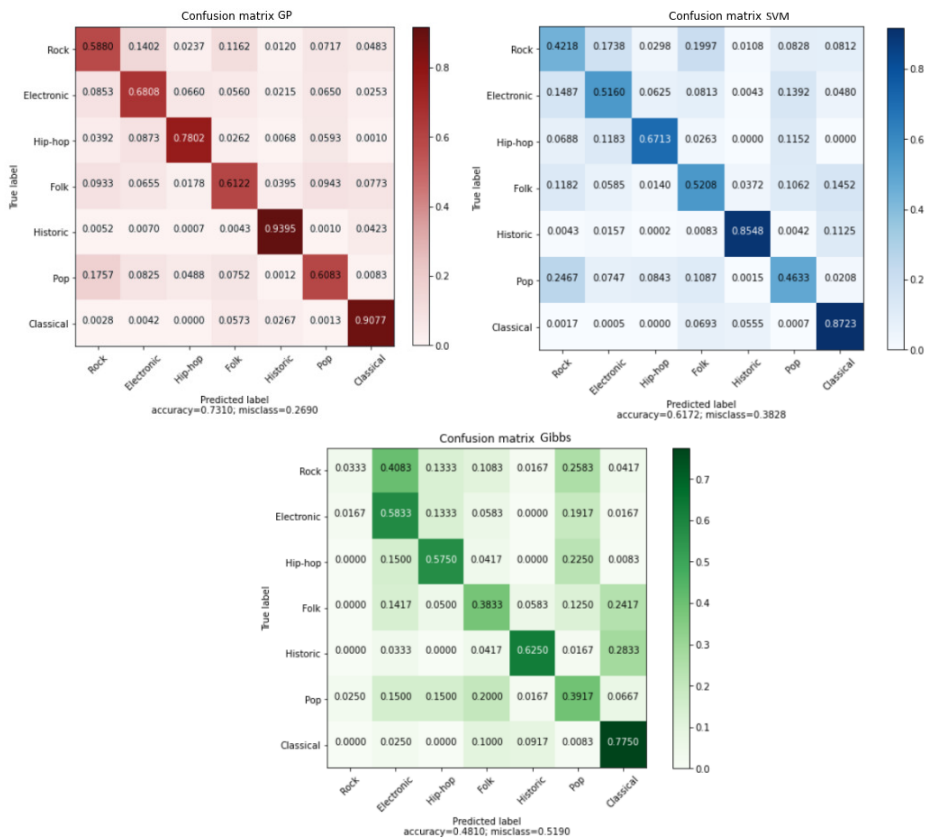 Confusion matrix GP
Rock 0.5880 0.1402 0.0237 0.1162 0.0120 0.0717 0.0483
Electronic 0.0853 0.6808 0.0660 0.0560 0.0215 0.0650 0.0253
Hip-hop 0.0392 0.0873 0.7802 0.0262 0.0068 0.0593 0.0010
Folk 0.0933 0.0655 0.0178 0.6122 0.0395 0.0943 0.0773
Historic 0.0052 0.0070 0.0007 0.0043 0.9395 0.0010 0.0423
Pop 0.1757 0.0825 0.0488 0.0752 0.0012 0.6083 0.0083
Classical 0.0028 0.0042 0.0000 0.0573 0.0267 0.0013 0.9077
True label
Rock Electronic Hip-hop Folk Historic Pop Classical
Predicted label
accuracy=0.7310; misclass=0.2690
0.8
0.6
0.4
0.2
0.0
Confusion matrix SVM
Rock 0.4218 0.1738 0.0298 0.1997 0.0108 0.0828 0.0812
Electronic 0.1487 0.5160 0.0625 0.0813 0.0043 0.1392 0.0480
Hip-hop 0.0688 0.1183 0.6713 0.0263 0.0000 0.1152 0.0000
Folk 0.1182 0.0585 0.0140 0.5208 0.0372 0.1062 0.1452
Historic 0.0043 0.0157 0.0002 0.0083 0.8548 0.0042 0.1125
Pop 0.2467 0.0747 0.0843 0.1087 0.0015 0.4633 0.0208
Classical 0.0017 0.0005 0.0000 0.0693 0.0555 0.0007 0.8723
True label
Rock Electronic Hip-hop Folk Historic Pop Classical
Predicted label
accuracy=0.6172; misclass=0.3828
0.8
0.6
0.4
0.2
0.0
Confusion matrix GIbbs
Rock 0.0333 0.4083 0.1333 0.1083 0.0167 0.2583 0.0417
Electronic 0.0167 0.5833 0.1333 0.0583 0.0000 0.1917 0.0167
Hip-hop 0.0000 0.1500 0.5750 0.0417 0.0000 0.2250 0.0083
Folk 0.0000 0.1417 0.0500 0.3833 0.0583 0.1250 0.2417
Historic 0.0000 0.0333 0.0000 0.0417 0.6250 0.0167 0.2833
Pop 0.0250 0.1500 0.1500 0.2000 0.0167 0.3917 0.0667
Classical 0.0000 0.0250 0.0000 0.1000 0.0917 0.0083 0.7750
True label
Rock Electronic Hip-hop Folk Historic Pop Classical
Predicted label
accuracy=0.4810; misclass=0.5190
0.7
0.6
0.5
0.4
0.3
0.2
0.1
0.0